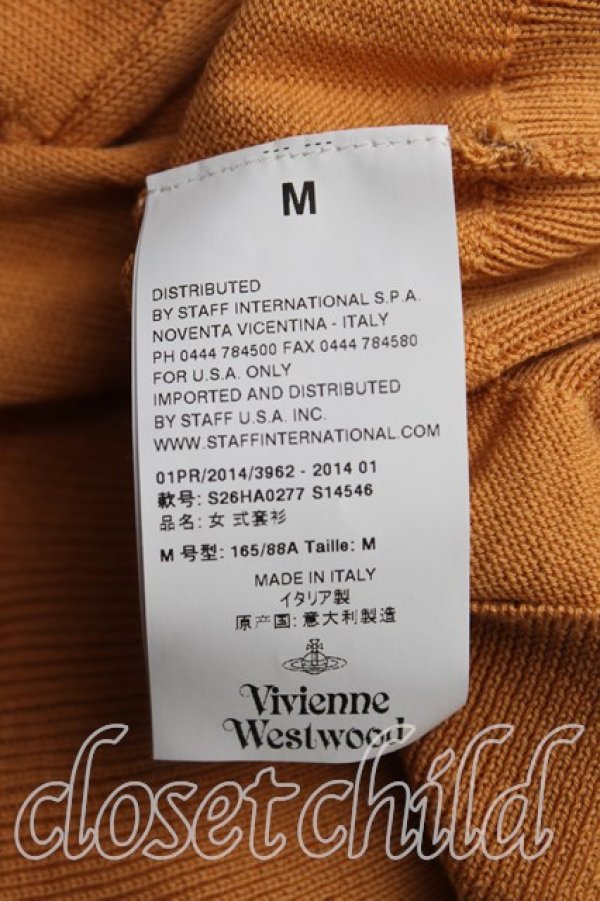 M
DISTRIBUTED
BY STAFF INTERNATIONAL S.P.A.
NOVENTA VICENTINA - ITALY
PH 0444 784500 FAX 0444 784580
FOR U.S.A. ONLY
IMPORTED AND DISTRIBUTED
BY STAFF U.S.A. INC.
WWW.STAFFINTERNATIONAL.COM
01PR/2014/3962 - 2014 01
款号: S26HA0277 S14546
品名: 女 式套衫
M 号型: 165/88A Taille: M
MADE IN ITALY
イタリア製
原产国: 意大利製造
Vivienne
Westwood
closet child